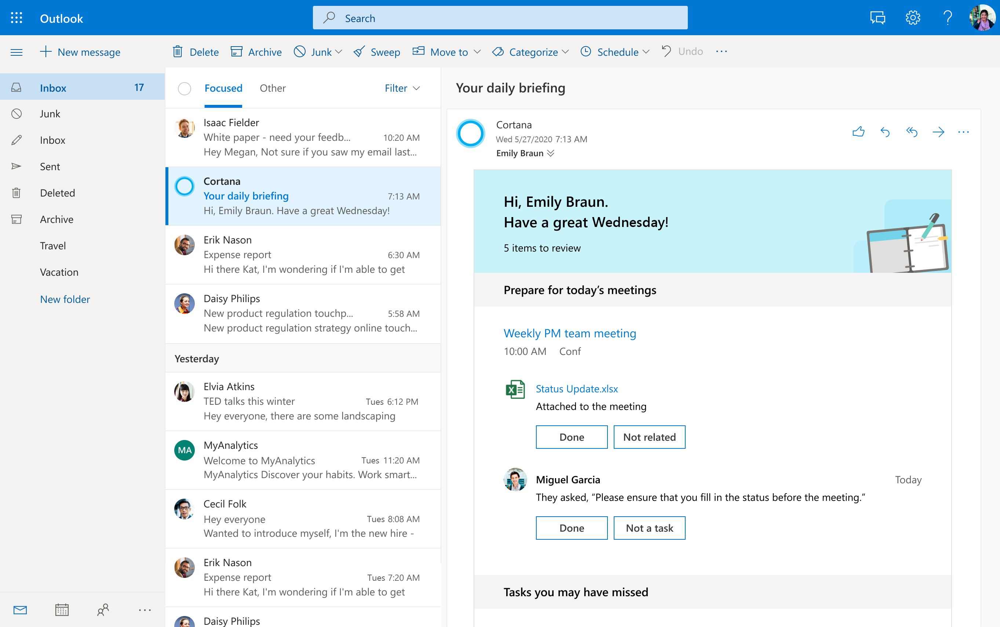 Outlook
Search
New message
Delete
Archive
Junk
Sweep
Move to
Categorize
Schedule
Undo
Inbox 17
Junk
Inbox
Sent
Deleted
Archive
Travel
Vacation
New folder
Focused
Other
Filter
Isaac Fielder
White paper - need your feedb... 10:20 AM
Hey Megan, Not sure if you saw my email last...
Cortana
Your daily briefing 7:13 AM
Hi, Emily Braun. Have a great Wednesday!
Erik Nason
Expense report 6:30 AM
Hi there Kat, I'm wondering if I'm able to get
Daisy Philips
New product regulation touchp... 5:58 AM
New product regulation strategy online touch...
Yesterday
Elvia Atkins
TED talks this winter Tues 6:12 PM
Hey everyone, there are some landscaping
MA
MyAnalytics
Welcome to MyAnalytics Tues 11:20 AM
MyAnalytics Discover your habits. Work smart...
Cecil Folk
Hey everyone Tues 8:08 AM
Wanted to introduce myself, I'm the new hire -
Erik Nason
Expense report Tues 7:20 AM
Hi there Kat, I'm wondering if I'm able to get
Daisy Philips
Your daily briefing
Cortana
Wed 5/27/2020 7:13 AM
Emily Braun
Hi, Emily Braun.
Have a great Wednesday!
5 items to review
Prepare for today’s meetings
Weekly PM team meeting
10:00 AM Conf
Status Update.xlsx
Attached to the meeting
Done
Not related
Miguel Garcia Today
They asked, “Please ensure that you fill in the status before the meeting.”
Done
Not a task
Tasks you may have missed